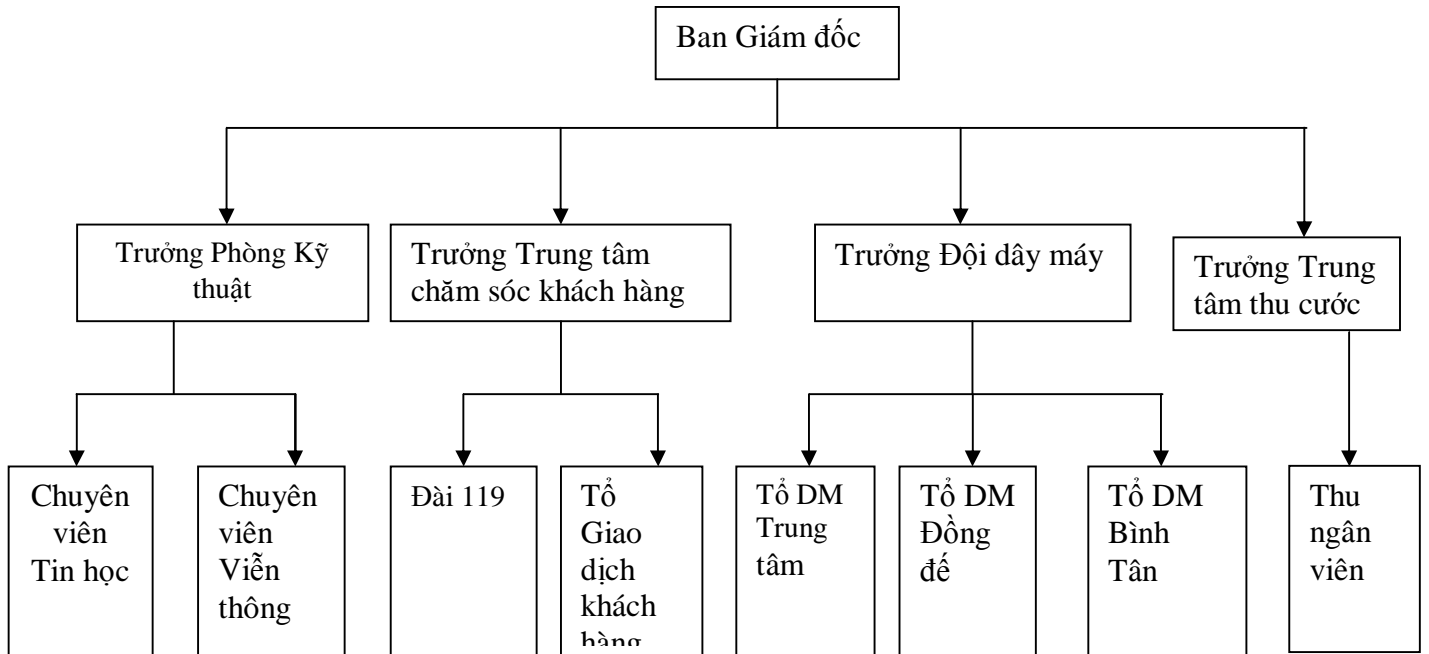 Ban Giám đốc
Trưởng Phòng Kỹ
thuật
Trưởng Trung tâm
chăm sóc khách hàng
Trưởng Đội dây máy
Trưởng Trung
tâm thu cước
Chuyên
viên
Tin học
Chuyên
viên
Viễn
thông
Đài 119
Tổ
Giao
dịch
khách
hàng
Tổ DM
Trung
tâm
Tổ DM
Đồng
đế
Tổ DM
Bình
Tân
Thu
ngân
viên